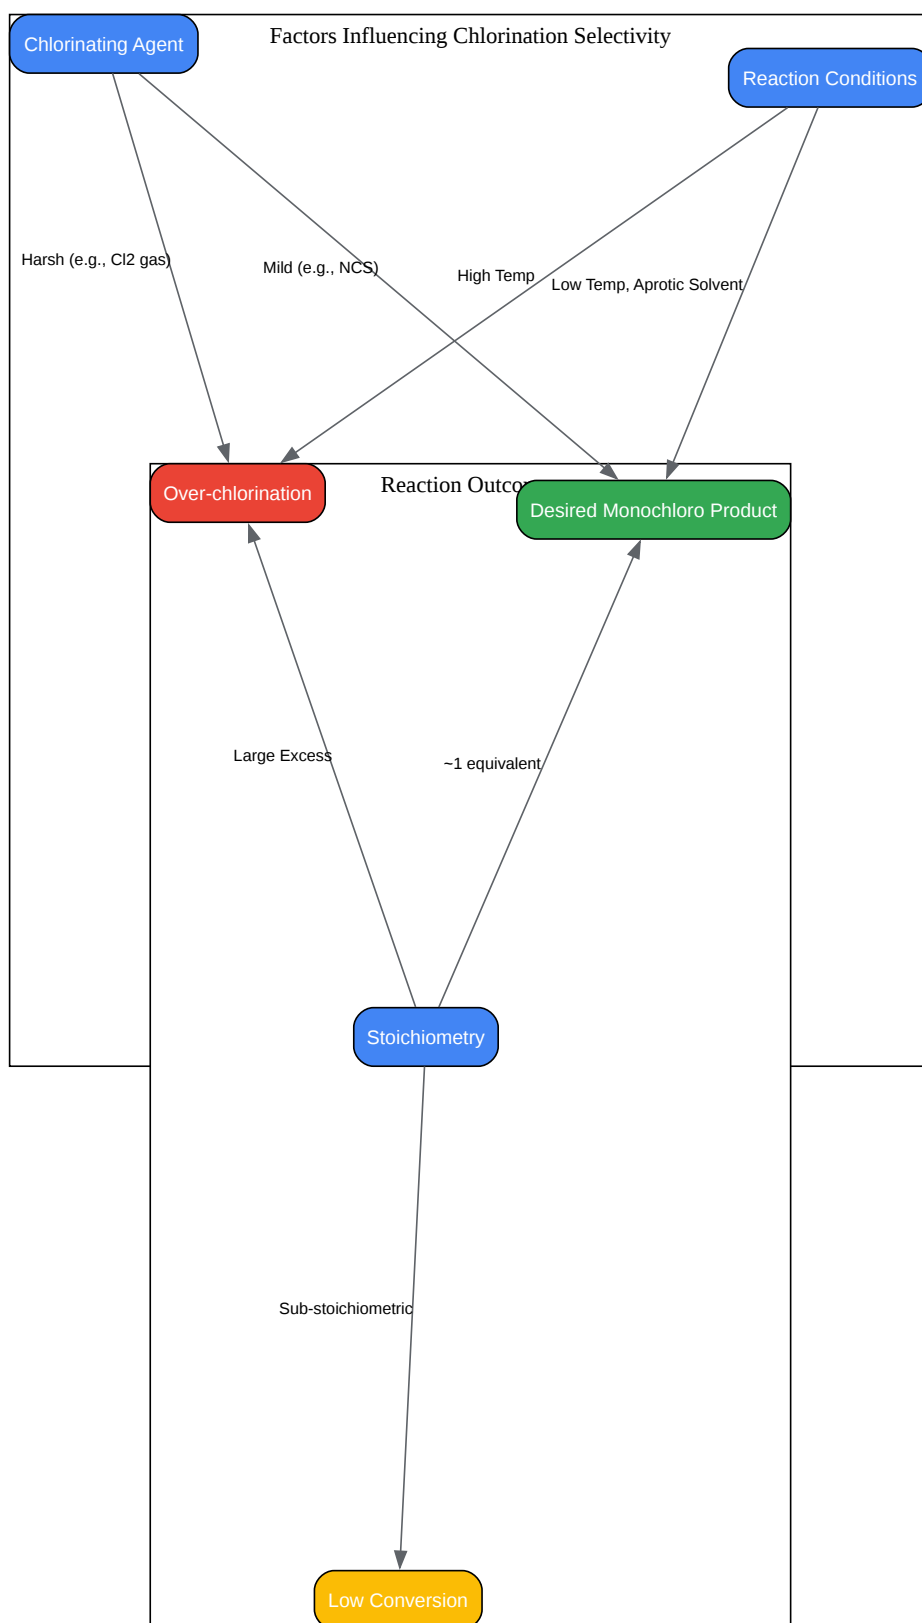 Chlorinating Agent
Factors Influencing Chlorination Selectivity
Reaction Conditions
Harsh (e.g., Cl2 gas)
Mild (e.g., NCS)
High Temp
Low Temp, Aprotic Solvent
Over-chlorination
Reaction
Desired Monochloro Product
Large Excess
~1 equivalent
Stoichiometry
Sub-stoichiometric
Low Conversion